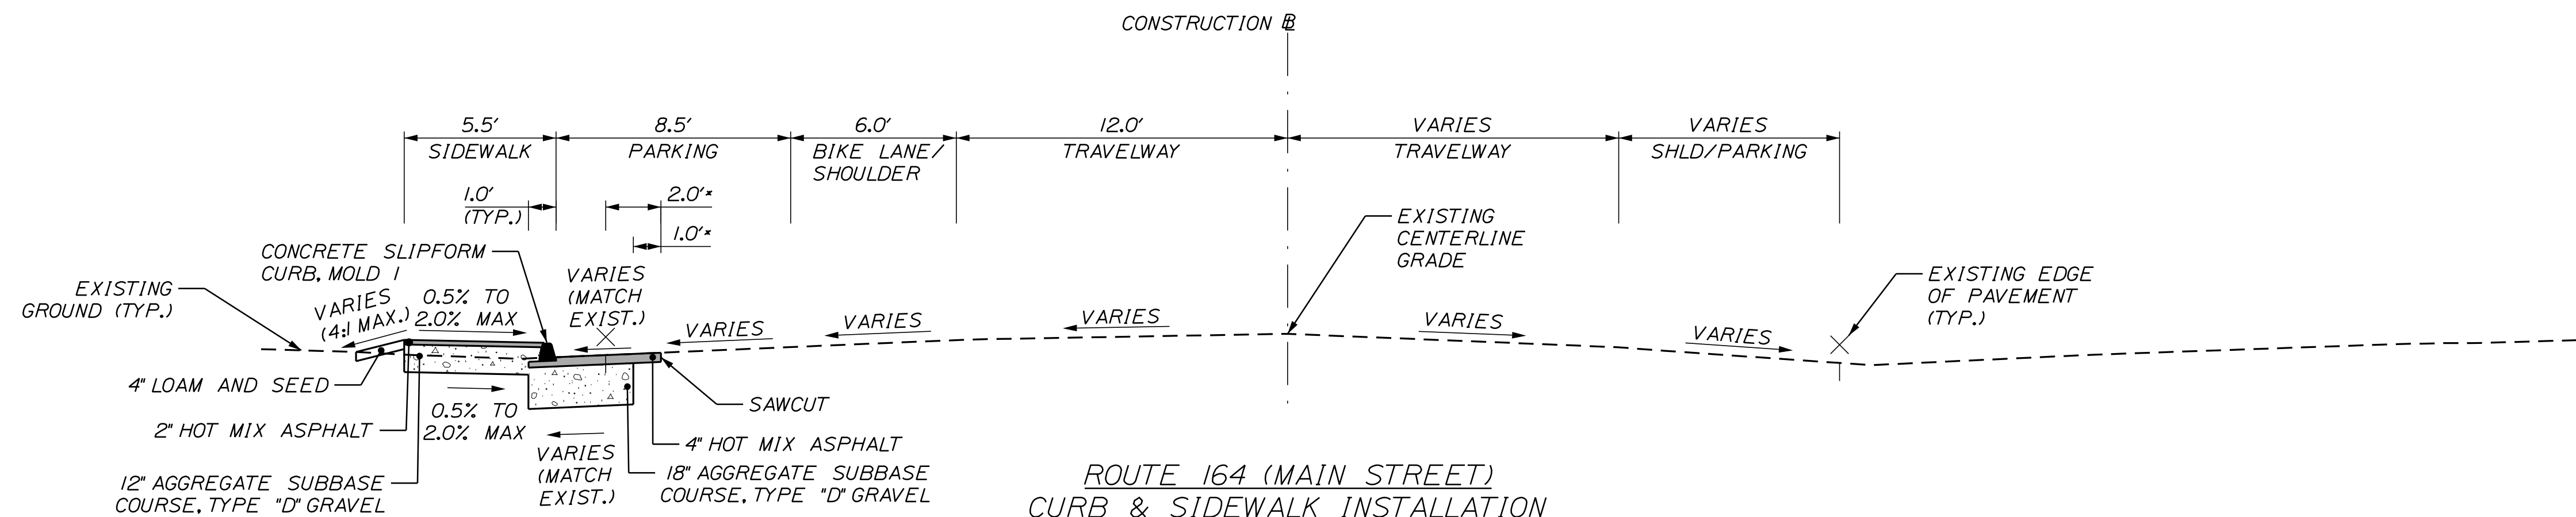 CONSTRUCTION ℄
5.5'
SIDEWALK
8.5'
PARKING
6.0'
BIKE LANE/
SHOULDER
12.0'
TRAVELWAY
VARIES
TRAVELWAY
VARIES
SHLD/PARKING
1.0'
(TYP.)
2.0'*
1.0'*
CONCRETE SLIPFORM
CURB, MOLD 1
EXISTING
GROUND (TYP.)
VARIES
(4:1 MAX.)
0.5% TO
2.0% MAX
VARIES
(MATCH
EXIST.)
VARIES
VARIES
VARIES
EXISTING
CENTERLINE
GRADE
VARIES
VARIES
EXISTING EDGE
OF PAVEMENT
(TYP.)
4" LOAM AND SEED
2" HOT MIX ASPHALT
12" AGGREGATE SUBBASE
COURSE, TYPE "D" GRAVEL
0.5% TO
2.0% MAX
VARIES
(MATCH
EXIST.)
SAWCUT
4" HOT MIX ASPHALT
18" AGGREGATE SUBBASE
COURSE, TYPE "D" GRAVEL
ROUTE 164 (MAIN STREET)
CURB & SIDEWALK INSTALLATION